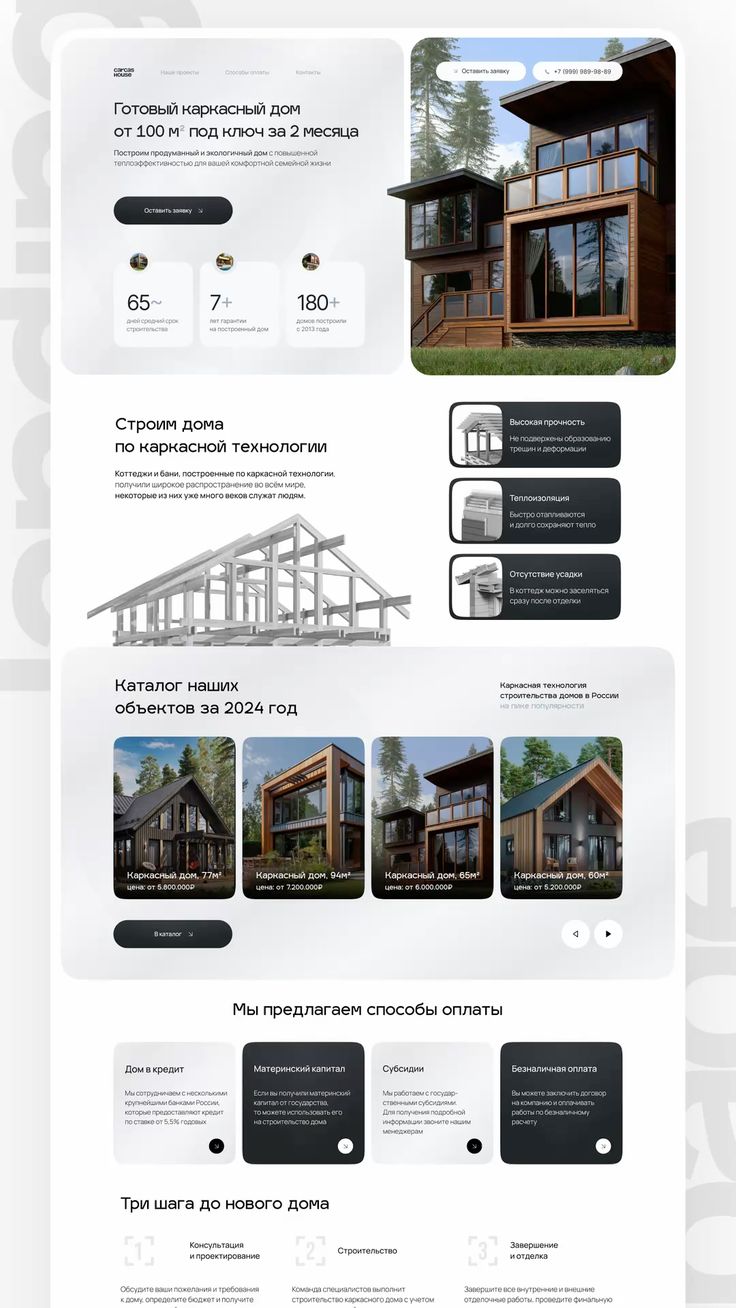 carcas
House
Наши проекты
Способы оплаты
Контакты
Оставить заявку
+7 (999) 989-98-89
Готовый каркасный дом
от 100 м² под ключ за 2 месяца
Построим продуманный и экологичный дом с повышенной
теплоэффективностью для вашей комфортной семейной жизни
Оставить заявку
65~
дней средний срок
строительства
7+
лет гарантии
на построенный дом
180+
домов построили
с 2013 года
Строим дома
по каркасной технологии
Коттеджи и бани, построенные по каркасной технологии,
получили широкое распространение во всём мире,
некоторые из них уже много веков служат людям.
Высокая прочность
Не подвержены образованию
трещин и деформации
Теплоизоляция
Быстро отапливаются
и долго сохраняют тепло
Отсутствие усадки
В коттедж можно заселяться
сразу после отделки
Каталог наших
объектов за 2024 год
Каркасная технология
строительства домов в России
на пике популярности
Каркасный дом, 77м²
цена: от 5.800.000₽
Каркасный дом, 94м²
цена: от 7.200.000₽
Каркасный дом, 65м²
цена: от 6.000.000₽
Каркасный дом, 60м²
цена: от 5.200.000₽
В каталог
Мы предлагаем способы оплаты
Дом в кредит
Мы сотрудничаем с несколькими
крупнейшими банками России,
которые предоставляют кредит
по ставке от 5,5% годовых
Материнский капитал
Если вы получили материнский
капитал от государства,
то можете использовать его
на строительство дома
Субсидии
Мы работаем с государ-
ственными субсидиями.
Для получения подробной
информации звоните нашим
менеджерам
Безналичная оплата
Вы можете заключить договор
на компанию и оплачивать
работы по безналичному
расчету
Три шага до нового дома
1
Консультация
и проектирование
2
Строительство
3
Завершение
и отделка
Обсудите ваши пожелания и требования
к дому, определите бюджет и получите
Команда специалистов выполнит
строительство каркасного дома с учетом
Завершите все внутренние и внешние
отделочные работы, проведите финальную
landing
page